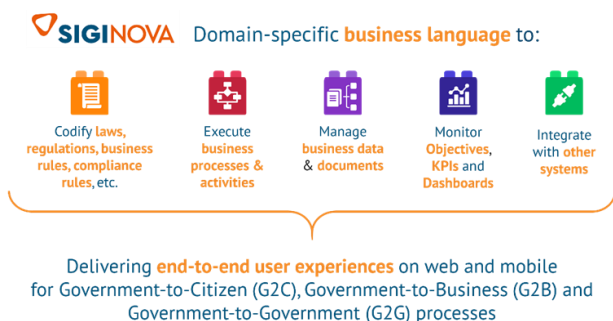 SIGINOVA Domain-specific business language to:
Codify laws,
regulations, business
rules, compliance
rules, etc.
Execute
business
processes &
activities
Manage
business data
& documents
Monitor
Objectives,
KPIs and
Dashboards
Integrate
with other
systems
Delivering end-to-end user experiences on web and mobile
for Government-to-Citizen (G2C), Government-to-Business (G2B) and
Government-to-Government (G2G) processes